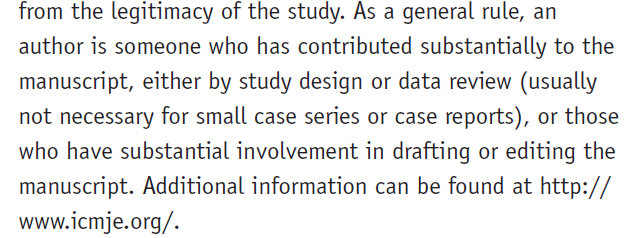 from the legitimacy of the study. As a general rule, an
author is someone who has contributed substantially to the
manuscript, either by study design or data review (usually
not necessary for small case series or case reports), or those
who have substantial involvement in drafting or editing the
manuscript. Additional information can be found at http://
www.icmje.org/.